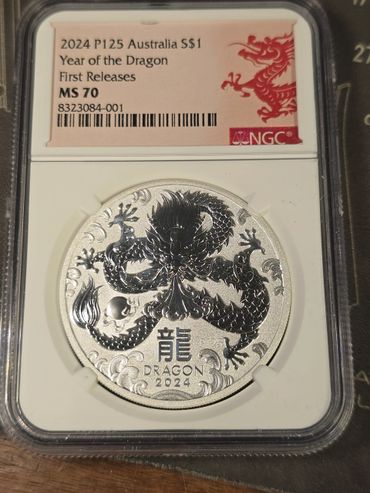 2024 P125 Australia S$1
Year of the Dragon
First Releases
MS 70
8323084-001
NGC®
龍
DRAGON
2024